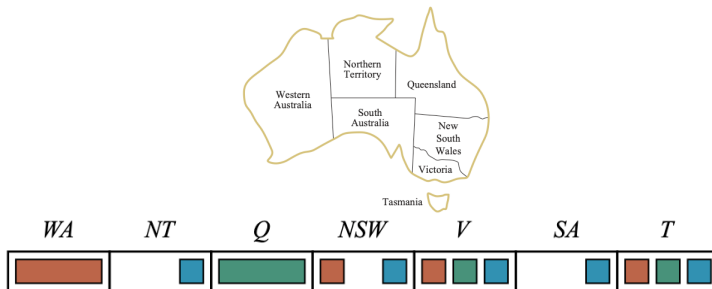 Northern
Territory
Queensland
Western
Australia
South
Australia
New
South
Wales
Victoria
Tasmania
WA NT Q NSW V SA T